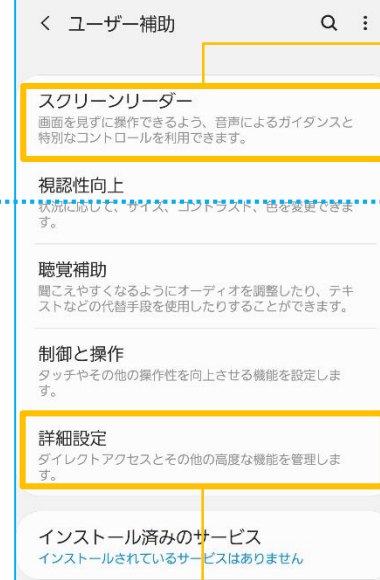 ユーザー補助
スクリーンリーダー
画面を見ずに操作できるよう、音声によるガイダンスと
特別なコントロールを利用できます。
視認性向上
状況に応じて、サイズ、コントラスト、色を変更できま
す。
聴覚補助
聞こえやすくなるようにオーディオを調整したり、テキ
ストなどの代替手段を使用したりすることができます。
制御と操作
タッチやその他の操作性を向上させる機能を設定しま
す。
詳細設定
ダイレクトアクセスとその他の高度な機能を管理しま
す。
インストール済みのサービス
インストールされているサービスはありません